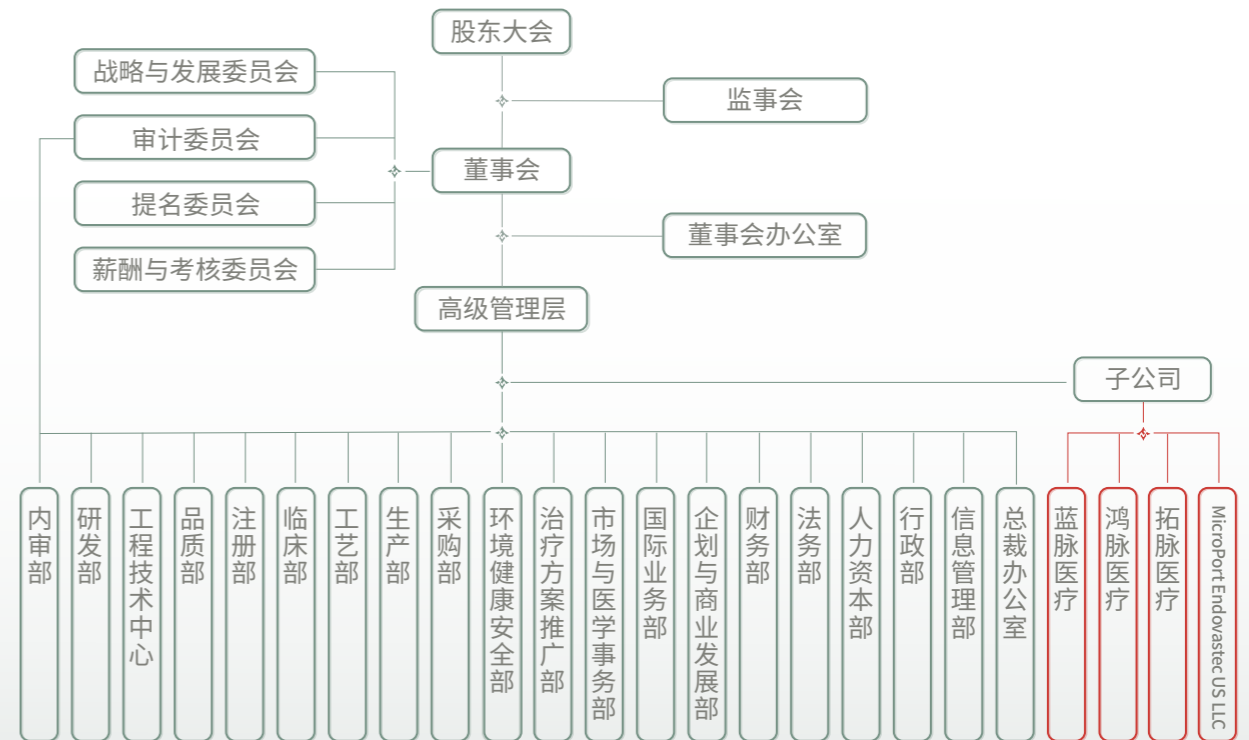 股东大会
战略与发展委员会
监事会
审计委员会
董事会
提名委员会
董事会办公室
薪酬与考核委员会
高级管理层
子公司
内审部
研发部
工程技术中心
品质部
注册部
临床部
工艺部
生产部
采购部
环境健康安全部
治疗方案推广部
市场与医学事务部
国际业务部
企划与商业发展部
财务部
法务部
人力资本部
行政部
信息管理部
总裁办公室
蓝脉医疗
鸿脉医疗
拓脉医疗
MicroPort Endovastec US LLC